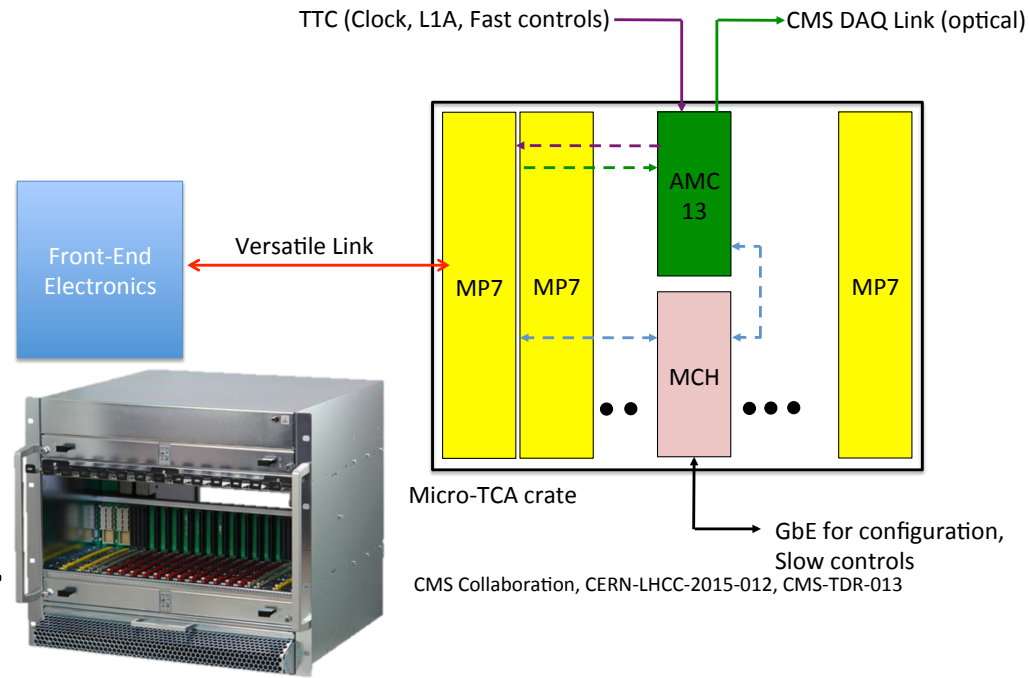 TTC (Clock, L1A, Fast controls)
CMS DAQ Link (optical)
AMC
13
Front-End
Electronics
Versatile Link
MP7
MP7
MP7
MCH
Micro-TCA crate
GbE for configuration,
Slow controls
CMS Collaboration, CERN-LHCC-2015-012, CMS-TDR-013